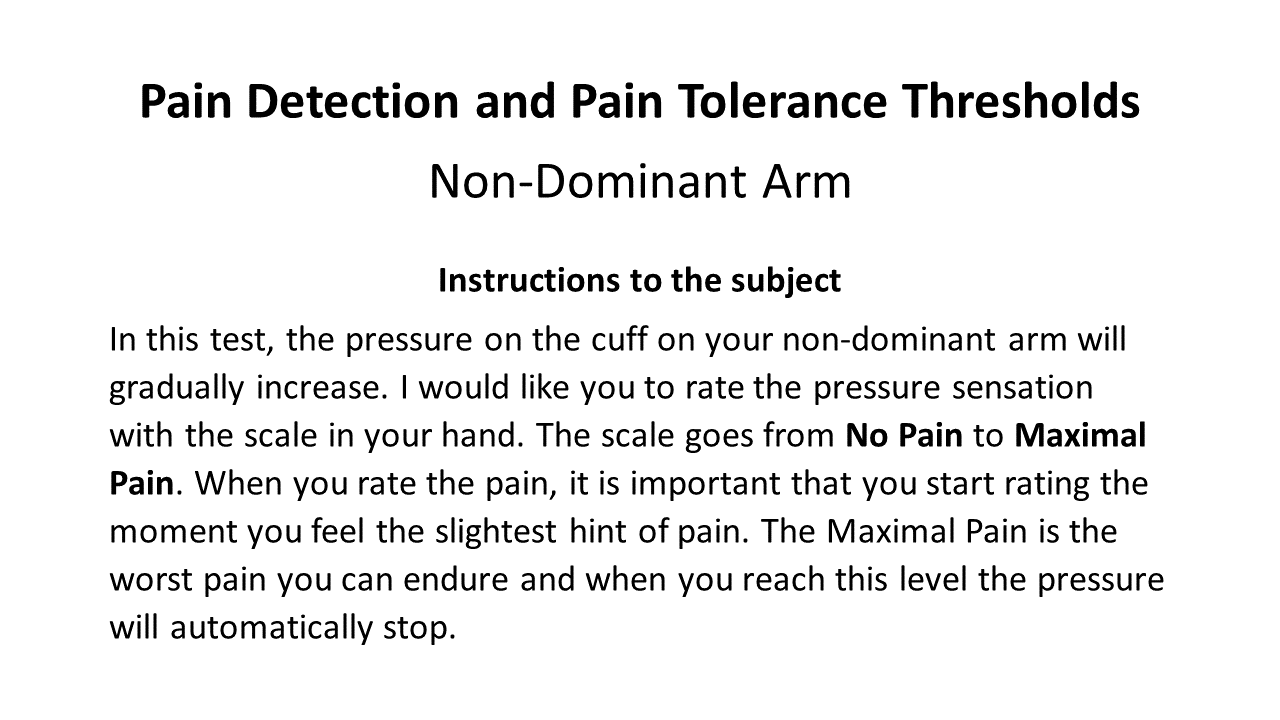 Pain Detection and Pain Tolerance Thresholds
Non-Dominant Arm
Instructions to the subject
In this test, the pressure on the cuff on your non-dominant arm will
gradually increase. I would like you to rate the pressure sensation
with the scale in your hand. The scale goes from No Pain to Maximal
Pain. When you rate the pain, it is important that you start rating the
moment you feel the slightest hint of pain. The Maximal Pain is the
worst pain you can endure and when you reach this level the pressure
will automatically stop.